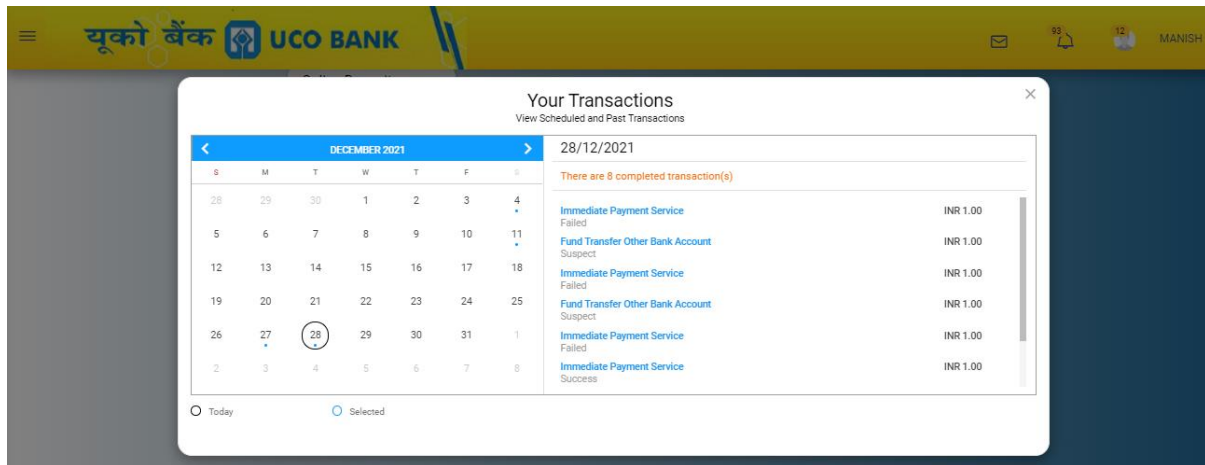 यूको बैंक UCO BANK
93
12
MANISH
Your Transactions
View Scheduled and Past Transactions
DECEMBER 2021
S M T W T F S
28 29 30 1 2 3 4
5 6 7 8 9 10 11
12 13 14 15 16 17 18
19 20 21 22 23 24 25
26 27 28 29 30 31 1
2 3 4 5 6 7 8
Today
Selected
28/12/2021
There are 8 completed transaction(s)
Immediate Payment Service INR 1.00
Failed
Fund Transfer Other Bank Account INR 1.00
Suspect
Immediate Payment Service INR 1.00
Failed
Fund Transfer Other Bank Account INR 1.00
Suspect
Immediate Payment Service INR 1.00
Failed
Immediate Payment Service INR 1.00
Success